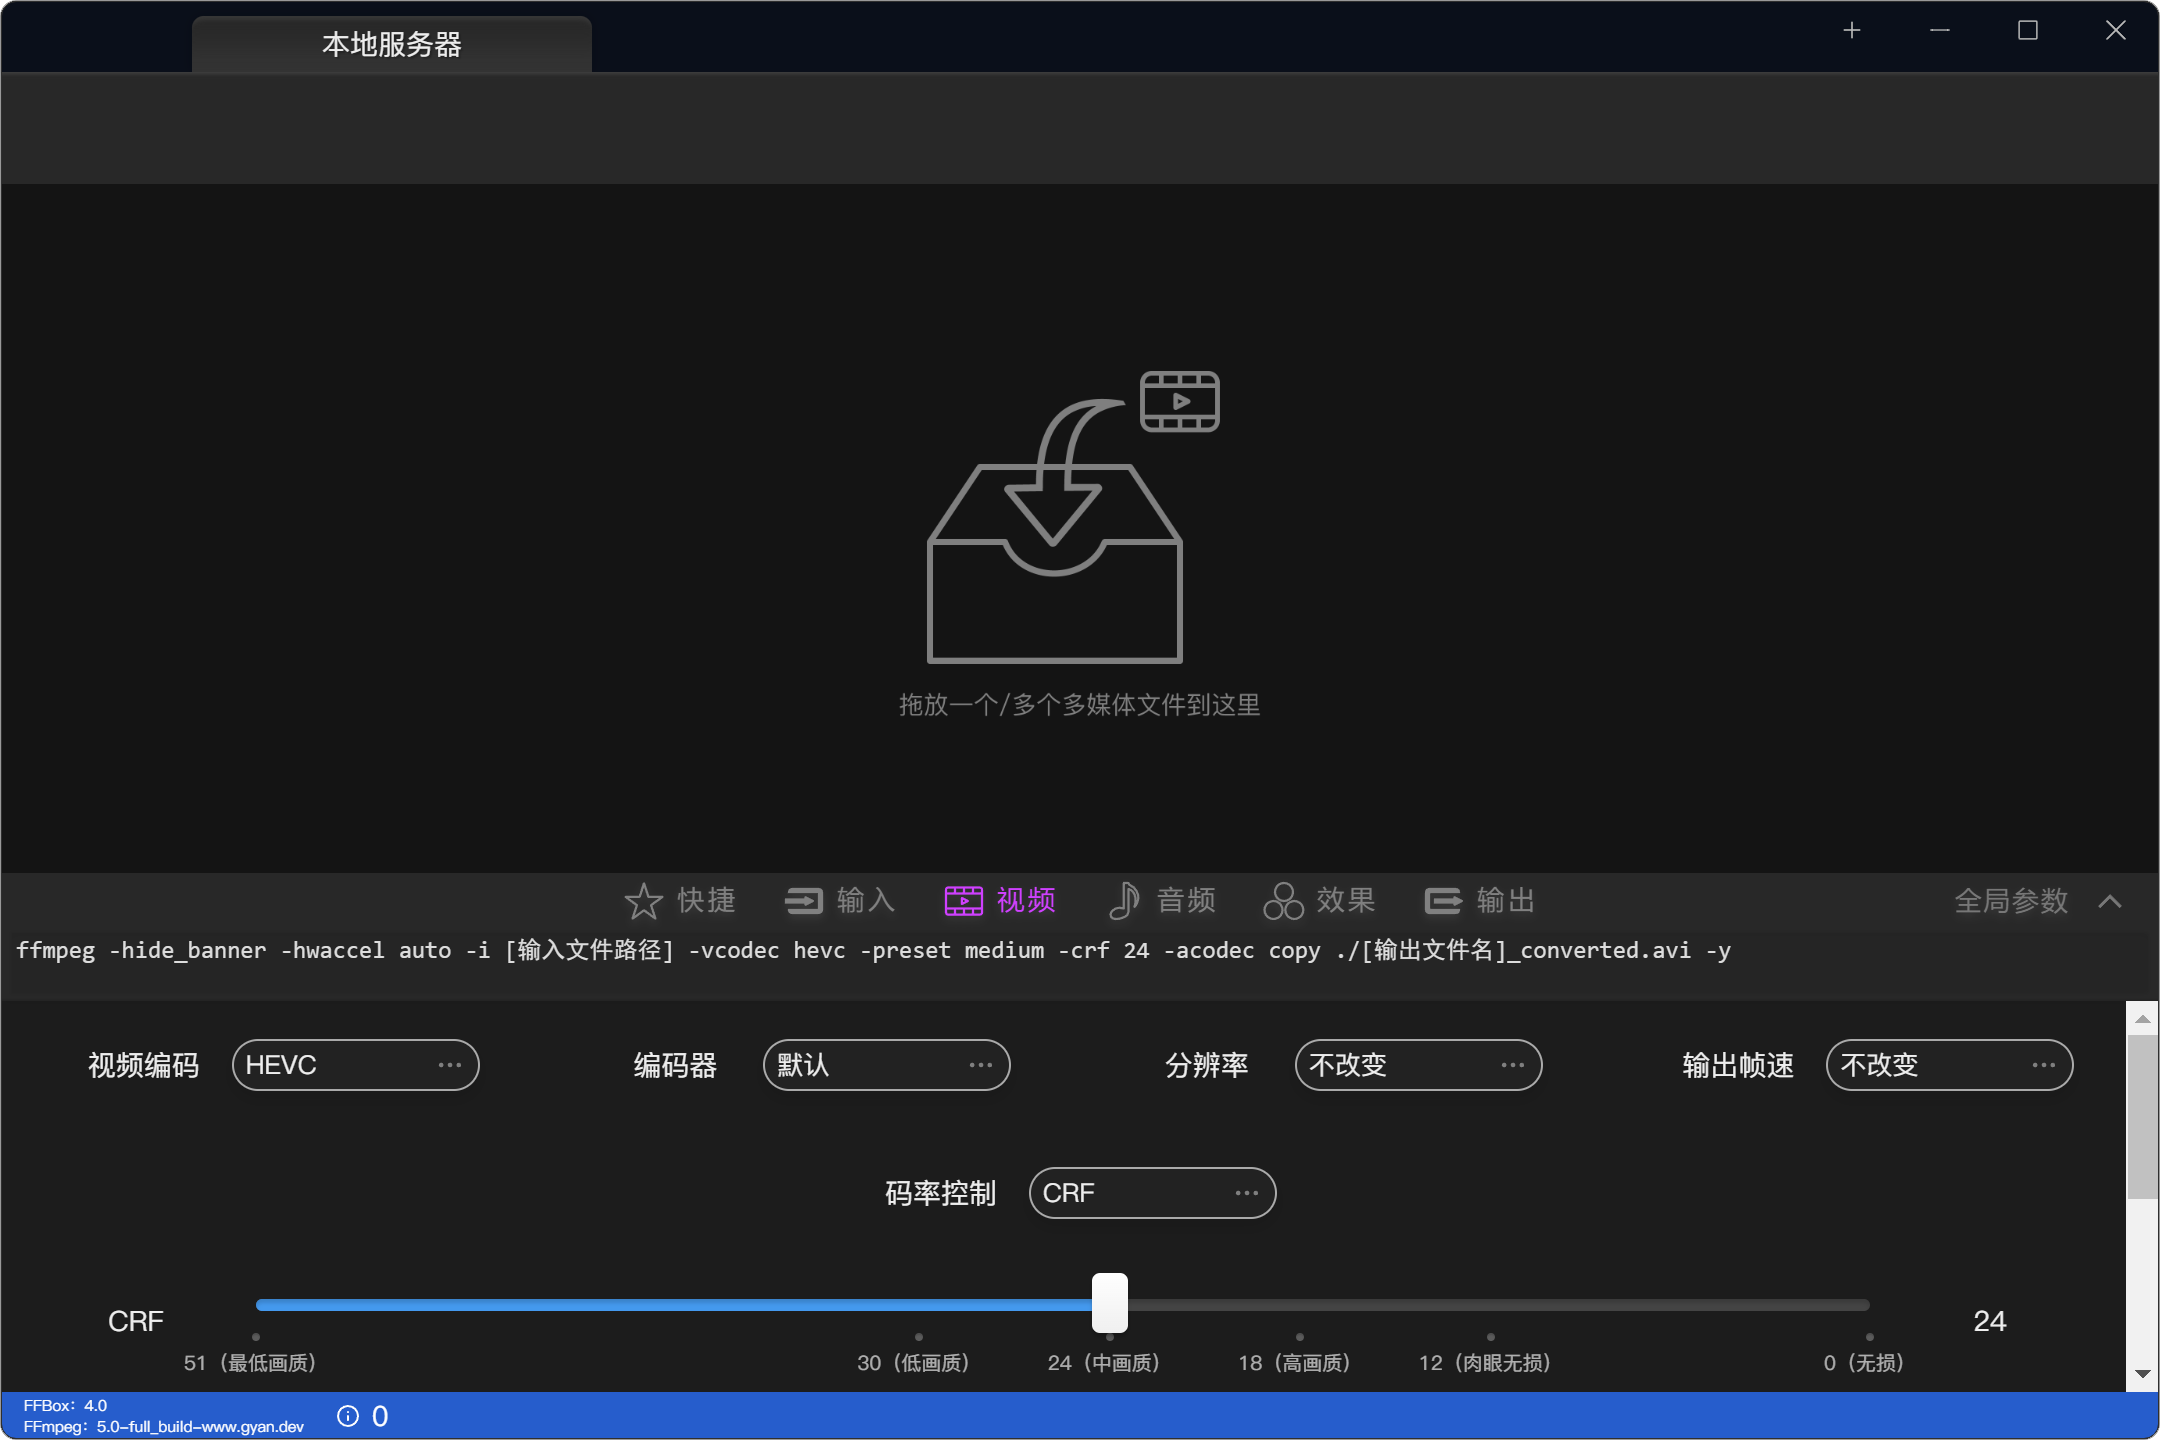 本地服务器
拖放一个/多个多媒体文件到这里
快捷 输入 视频 音频 效果 输出 全局参数
ffmpeg -hide_banner -hwaccel auto -i [输入文件路径] -vcodec hevc -preset medium -crf 24 -acodec copy ./[输出文件名]_converted.avi -y
视频编码 HEVC ··· 编码器 默认 ··· 分辨率 不改变 ··· 输出帧速 不改变 ···
码率控制 CRF ···
CRF 24
51（最低画质） 30（低画质） 24（中画质） 18（高画质） 12（肉眼无损） 0（无损）
FFBox：4.0
FFmpeg：5.0-full_build-www.gyan.dev
0